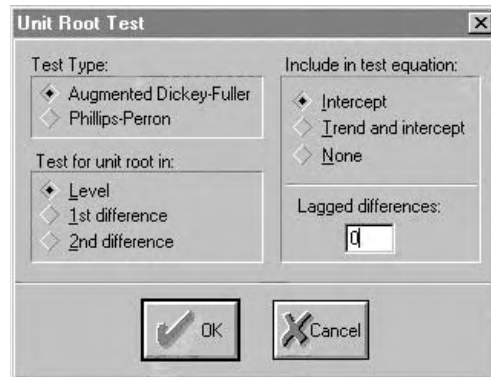 Unit Root Test
Test Type:
Augmented Dickey-Fuller
Phillips-Perron
Test for unit root in:
Level
1st difference
2nd difference
Include in test equation:
Intercept
Trend and intercept
None
Lagged differences:
0
OK
Cancel